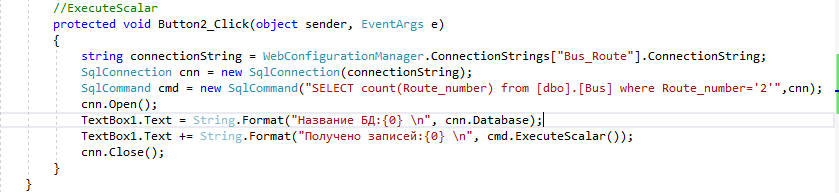 //ExecuteScalar
protected void Button2_Click(object sender, EventArgs e)
{
string connectionString = WebConfigurationManager.ConnectionStrings["Bus_Route"].ConnectionString;
SqlConnection cnn = new SqlConnection(connectionString);
SqlCommand cmd = new SqlCommand("SELECT count(Route_number) from [dbo].[Bus] where Route_number='2'",cnn);
cnn.Open();
TextBox1.Text = String.Format("Название БД:{0} \n", cnn.Database);
TextBox1.Text += String.Format("Получено записей:{0} \n", cmd.ExecuteScalar());
cnn.Close();
}
}